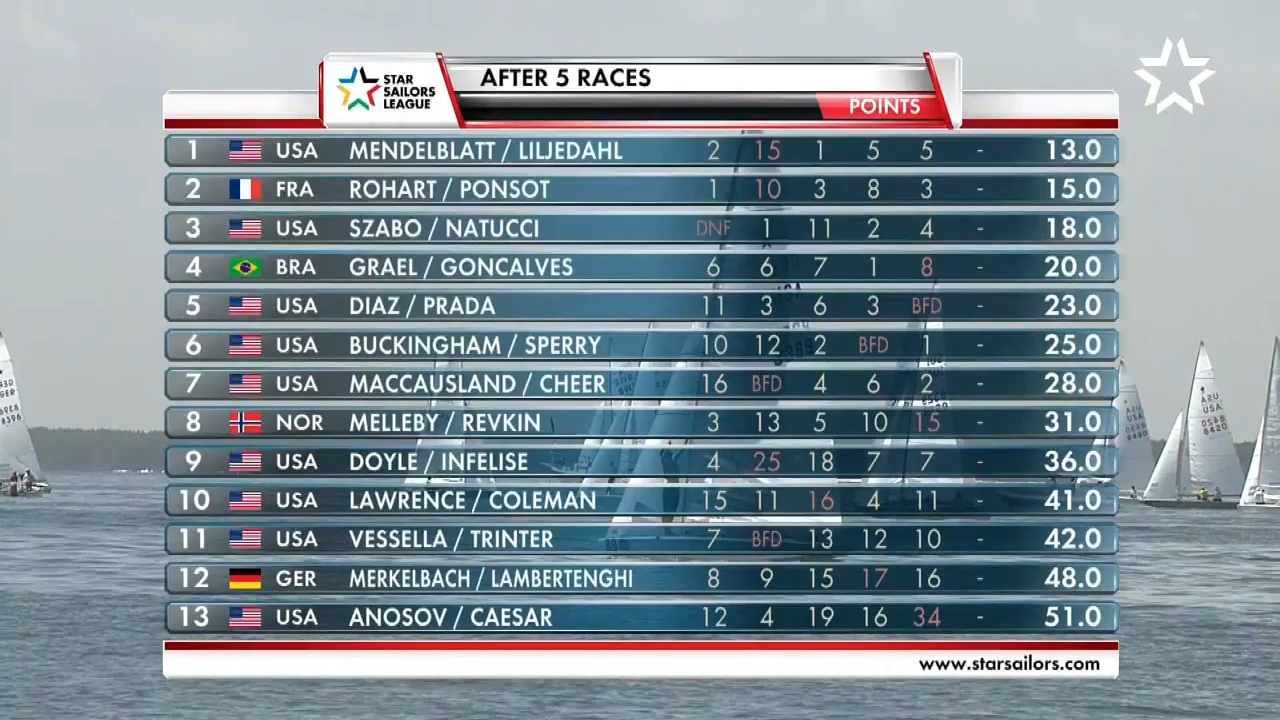 STAR
SAILORS
LEAGUE
AFTER 5 RACES
POINTS
1 USA MENDELBLATT / LILJEDAHL 2 15 1 5 5 - 13.0
2 FRA ROHART / PONSOT 1 10 3 8 3 - 15.0
3 USA SZABO / NATUCCI DNF 1 11 2 4 - 18.0
4 BRA GRAEL / GONCALVES 6 6 7 1 8 - 20.0
5 USA DIAZ / PRADA 11 3 6 3 BFD - 23.0
6 USA BUCKINGHAM / SPERRY 10 12 2 BFD 1 - 25.0
7 USA MACCAUSLAND / CHEER 16 BFD 4 6 2 - 28.0
8 NOR MELLEBY / REVKIN 3 13 5 10 15 - 31.0
9 USA DOYLE / INFELISE 4 25 18 7 7 - 36.0
10 USA LAWRENCE / COLEMAN 15 11 16 4 11 - 41.0
11 USA VESSELLA / TRINTER 7 BFD 13 12 10 - 42.0
12 GER MERKELBACH / LAMBERTENGHI 8 9 15 17 16 - 48.0
13 USA ANOSOV / CAESAR 12 4 19 16 34 - 51.0
www.starsailors.com